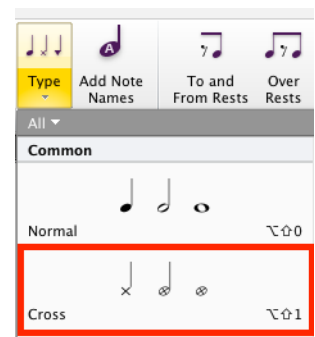 Type Add Note To and Over
Names From Rests Rests
All
Common
Normal ⌥⇧0
Cross ⌥⇧1